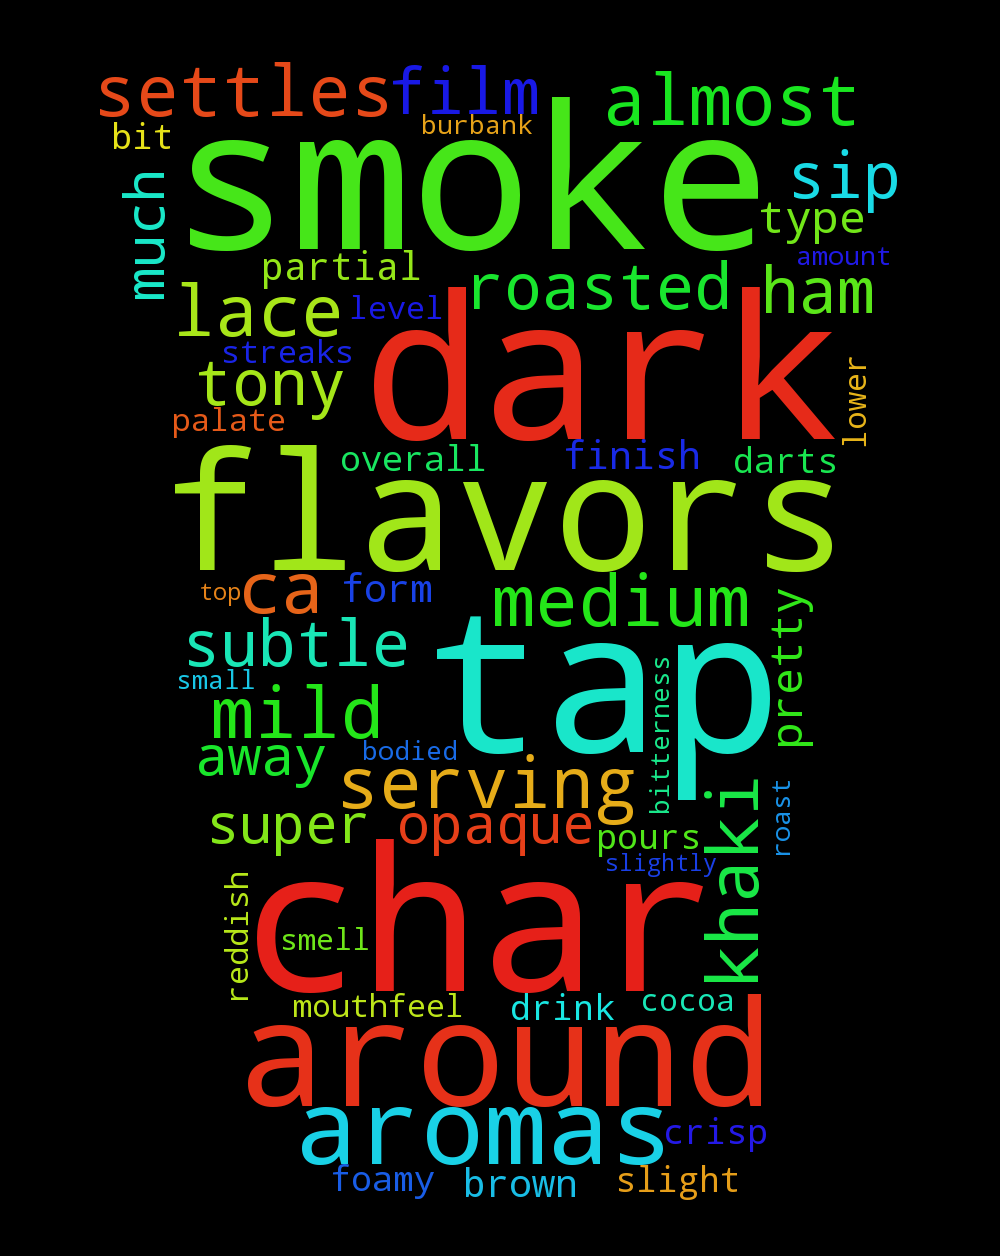 settles film almost
burbank
bit smoke sip
much type
partial amount
lace level roasted ham
streaks dark
tony lower
palate
overall finish darts
flavors
top ca form medium
subtle tap pretty
small
mild bitterness
away bodied
serving khaki roast
super opaque pours
slightly
char
reddish smell
mouthfeel drink cocoa
around
aromas crisp
foamy brown slight